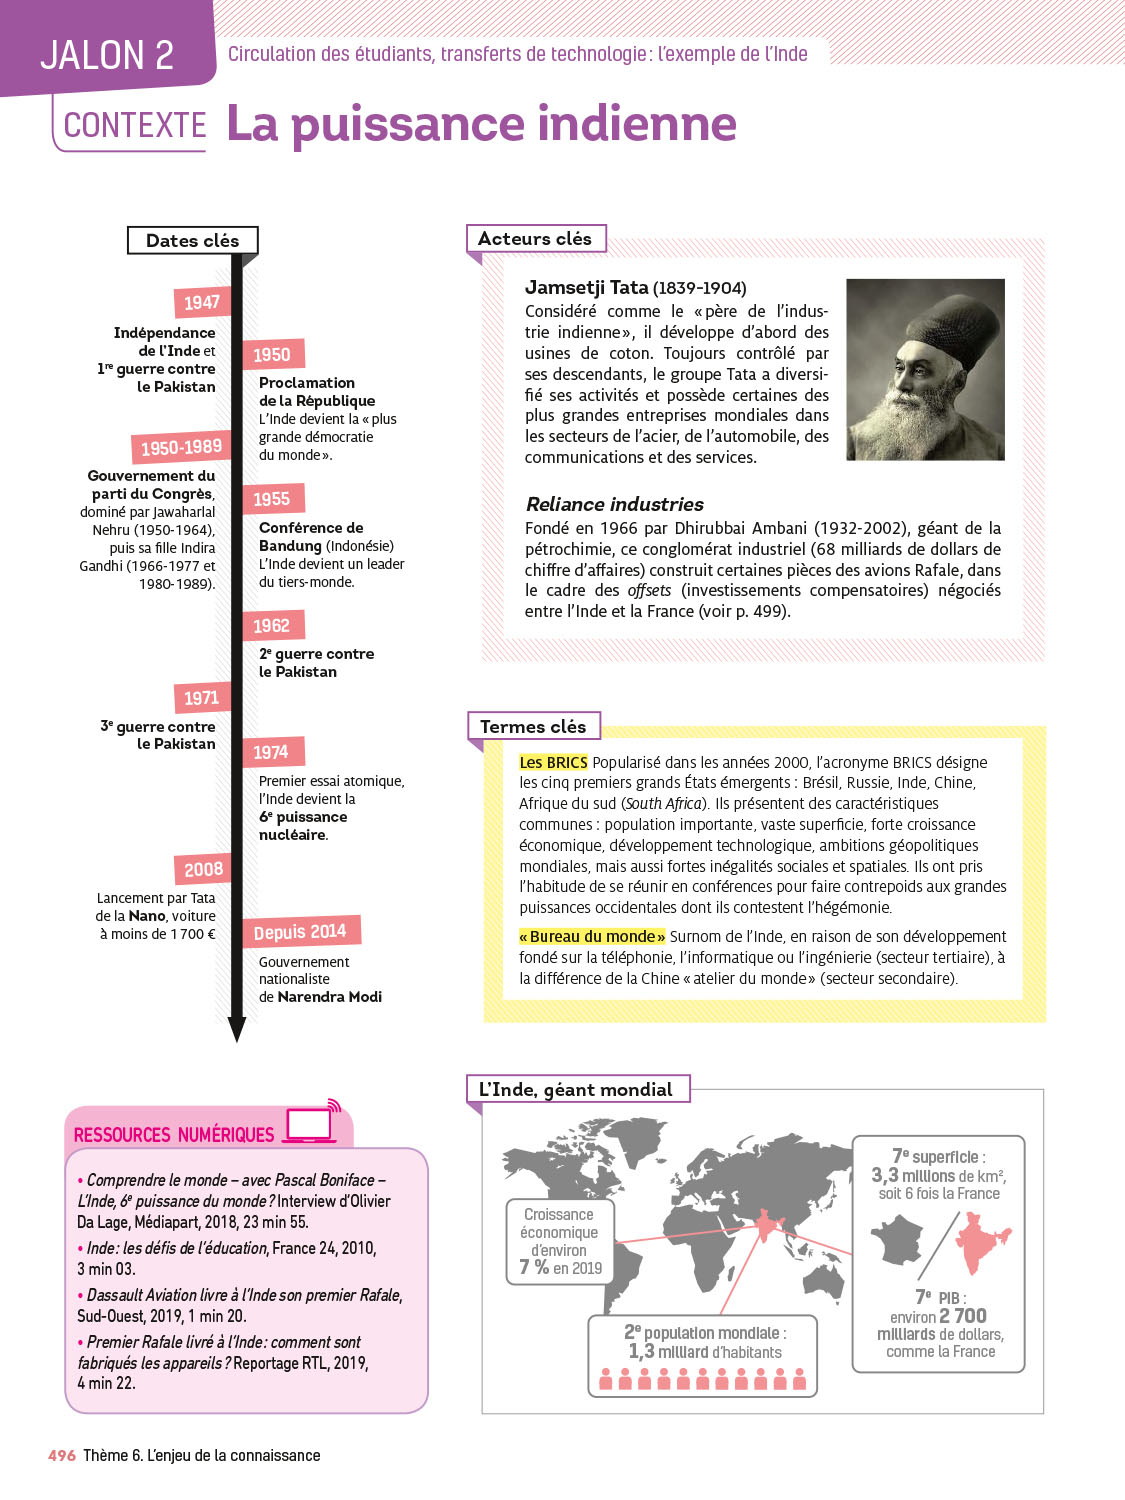 JALON 2
Circulation des étudiants, transferts de technologie : l'exemple de l'Inde
CONTEXTE La puissance indienne
Dates clés
1947
Indépendance
de l'Inde et
1re guerre contre
le Pakistan
1950
Proclamation
de la République
L'Inde devient la « plus
grande démocratie
du monde ».
1950-1989
Gouvernement du
parti du Congrès,
dominé par Jawaharlal
Nehru (1950-1964),
puis sa fille Indira
Gandhi (1966-1977 et
1980-1989).
1955
Conférence de
Bandung (Indonésie)
L'Inde devient un leader
du tiers-monde.
1962
2e guerre contre
le Pakistan
1971
3e guerre contre
le Pakistan
1974
Premier essai atomique,
l'Inde devient la
6e puissance
nucléaire.
2008
Lancement par Tata
de la Nano, voiture
à moins de 1 700 €
Depuis 2014
Gouvernement
nationaliste
de Narendra Modi
Acteurs clés
Jamsetji Tata (1839-1904)
Considéré comme le « père de l'indus-
trie indienne », il développe d'abord des
usines de coton. Toujours contrôlé par
ses descendants, le groupe Tata a diversi-
fié ses activités et possède certaines des
plus grandes entreprises mondiales dans
les secteurs de l'acier, de l'automobile, des
communications et des services.
Reliance industries
Fondé en 1966 par Dhirubbai Ambani (1932-2002), géant de la
pétrochimie, ce conglomérat industriel (68 milliards de dollars de
chiffre d'affaires) construit certaines pièces des avions Rafale, dans
le cadre des offsets (investissements compensatoires) négociés
entre l'Inde et la France (voir p. 499).
Termes clés
Les BRICS Popularisé dans les années 2000, l'acronyme BRICS désigne
les cinq premiers grands États émergents : Brésil, Russie, Inde, Chine,
Afrique du sud (South Africa). Ils présentent des caractéristiques
communes : population importante, vaste superficie, forte croissance
économique, développement technologique, ambitions géopolitiques
mondiales, mais aussi fortes inégalités sociales et spatiales. Ils ont pris
l'habitude de se réunir en conférences pour faire contrepoids aux grandes
puissances occidentales dont ils contestent l'hégémonie.
« Bureau du monde » Surnom de l'Inde, en raison de son développement
fondé sur la téléphonie, l'informatique ou l'ingénierie (secteur tertiaire), à
la différence de la Chine « atelier du monde » (secteur secondaire).
RESSOURCES NUMÉRIQUES
• Comprendre le monde – avec Pascal Boniface –
L'Inde, 6e puissance du monde ? Interview d'Olivier
Da Lage, Médiapart, 2018, 23 min 55.
• Inde : les défis de l'éducation, France 24, 2010,
3 min 03.
• Dassault Aviation livre à l'Inde son premier Rafale,
Sud-Ouest, 2019, 1 min 20.
• Premier Rafale livré à l'Inde : comment sont
fabriqués les appareils ? Reportage RTL, 2019,
4 min 22.
L'Inde, géant mondial
Croissance
économique
d'environ
7 % en 2019
2e population mondiale :
1,3 milliard d'habitants
7e superficie :
3,3 millions de km²,
soit 6 fois la France
7e PIB :
environ 2 700
milliards de dollars,
comme la France
496 Thème 6. L'enjeu de la connaissance